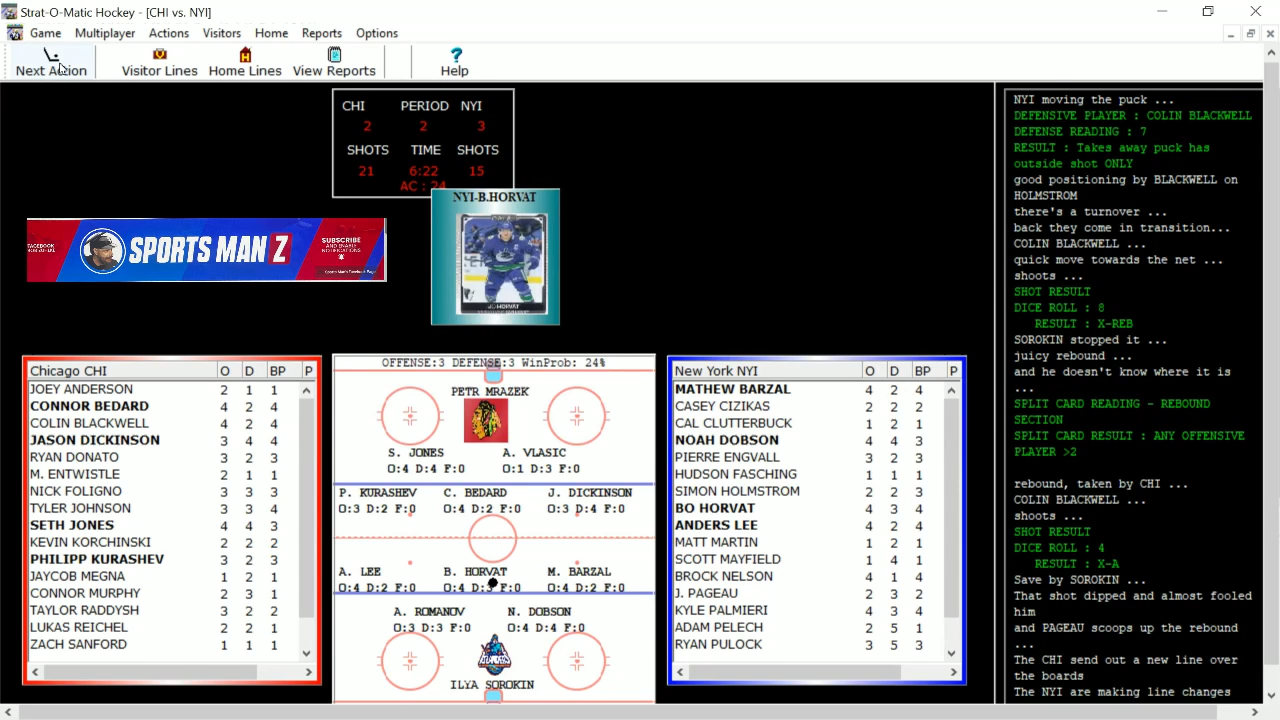 Strat-O-Matic Hockey - [CHI vs. NYI]
Game Multiplayer Actions Visitors Home Reports Options
Next Action Visitor Lines Home Lines View Reports Help
CHI PERIOD NYI
2 2 3
SHOTS TIME SHOTS
21 6:22 15
AC : 24
NYI-B.HORVAT
BO HORVAT
SPORTS MAN Z
SUBSCRIBE
AND ENABLE
NOTIFICATIONS
Chicago CHI O D BP P
JOEY ANDERSON 2 1 1
CONNOR BEDARD 4 2 4
COLIN BLACKWELL 4 2 4
JASON DICKINSON 3 4 4
RYAN DONATO 3 2 3
M. ENTWISTLE 2 1 1
NICK FOLIGNO 3 3 3
TYLER JOHNSON 3 3 4
SETH JONES 4 4 3
KEVIN KORCHINSKI 2 2 2
PHILIPP KURASHEV 3 2 3
JAYCOB MEGNA 1 2 1
CONNOR MURPHY 2 3 1
TAYLOR RADDYSH 3 2 2
LUKAS REICHEL 2 2 1
ZACH SANFORD 1 1 1
OFFENSE:3 DEFENSE:3 WinProb: 24%
PETR MRAZEK
S. JONES A. VLASIC
O:4 D:4 F:0 O:1 D:3 F:0
P. KURASHEV C. BEDARD J. DICKINSON
O:3 D:2 F:0 O:4 D:2 F:0 O:3 D:4 F:0
A. LEE B. HORVAT M. BARZAL
O:4 D:2 F:0 O:4 D:3 F:0 O:4 D:2 F:0
A. ROMANOV N. DOBSON
O:3 D:3 F:0 O:4 D:4 F:0
ILYA SOROKIN
New York NYI O D BP P
MATHEW BARZAL 4 2 4
CASEY CIZIKAS 2 2 2
CAL CLUTTERBUCK 1 2 1
NOAH DOBSON 4 4 3
PIERRE ENGVALL 3 2 3
HUDSON FASCHING 1 1 1
SIMON HOLMSTROM 2 2 3
BO HORVAT 4 3 4
ANDERS LEE 4 2 4
MATT MARTIN 1 2 1
SCOTT MAYFIELD 1 4 1
BROCK NELSON 4 1 4
J. PAGEAU 2 3 2
KYLE PALMIERI 4 3 4
ADAM PELECH 2 5 1
RYAN PULOCK 3 5 3
NYI moving the puck ...
DEFENSIVE PLAYER : COLIN BLACKWELL
DEFENSE READING : 7
RESULT : Takes away puck has
outside shot ONLY
good positioning by BLACKWELL on
HOLMSTROM
there's a turnover ...
back they come in transition...
COLIN BLACKWELL ...
quick move towards the net ...
shoots ...
SHOT RESULT
DICE ROLL : 8
RESULT : X-REB
SOROKIN stopped it ...
juicy rebound ...
and he doesn't know where it is
...
SPLIT CARD READING - REBOUND
SECTION
SPLIT CARD RESULT : ANY OFFENSIVE
PLAYER >2
rebound, taken by CHI ...
COLIN BLACKWELL ...
shoots ...
SHOT RESULT
DICE ROLL : 4
RESULT : X-A
Save by SOROKIN ...
That shot dipped and almost fooled
him
and PAGEAU scoops up the rebound
...
The CHI send out a new line over
the boards
The NYI are making line changes